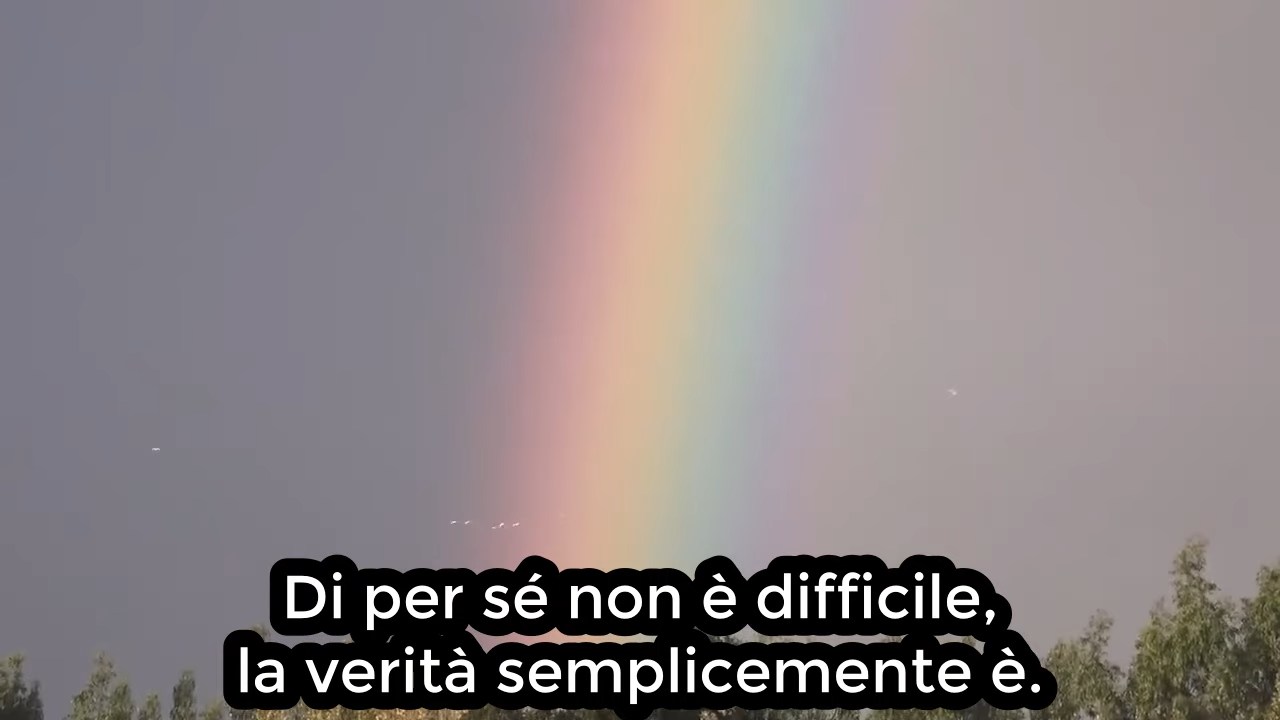 Di per sé non è difficile,
la verità semplicemente è.